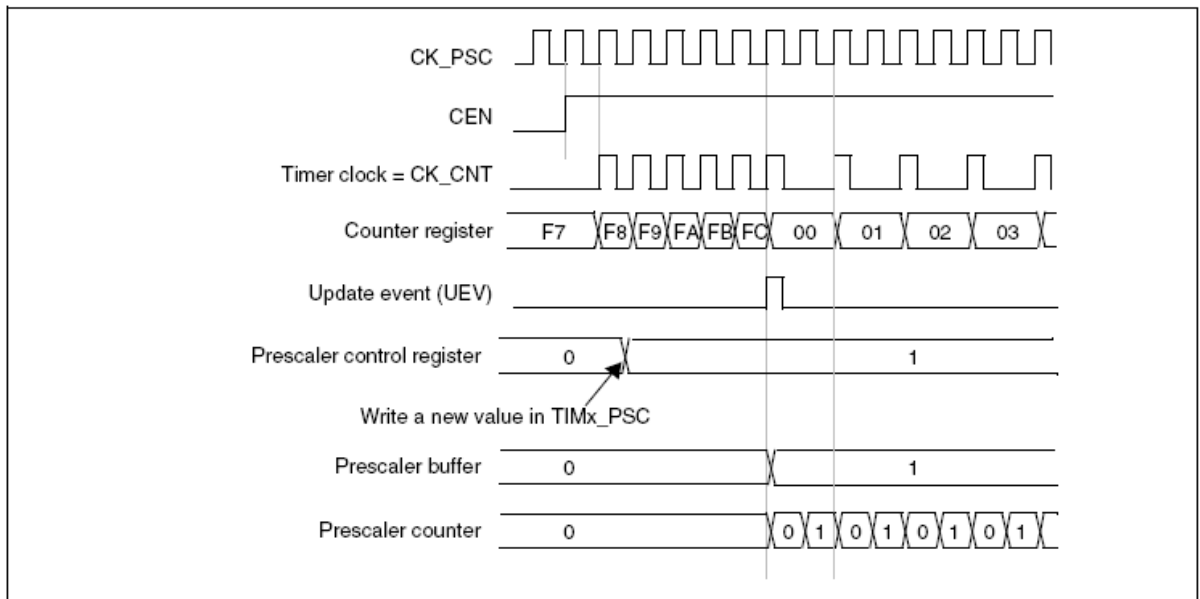 CK_PSC
CEN
Timer clock = CK_CNT
Counter register F7 F8 F9 FA FB FC 00 01 02 03
Update event (UEV)
Prescaler control register 0 1
Write a new value in TIMx_PSC
Prescaler buffer 0 1
Prescaler counter 0 0 1 0 1 0 1 0 1